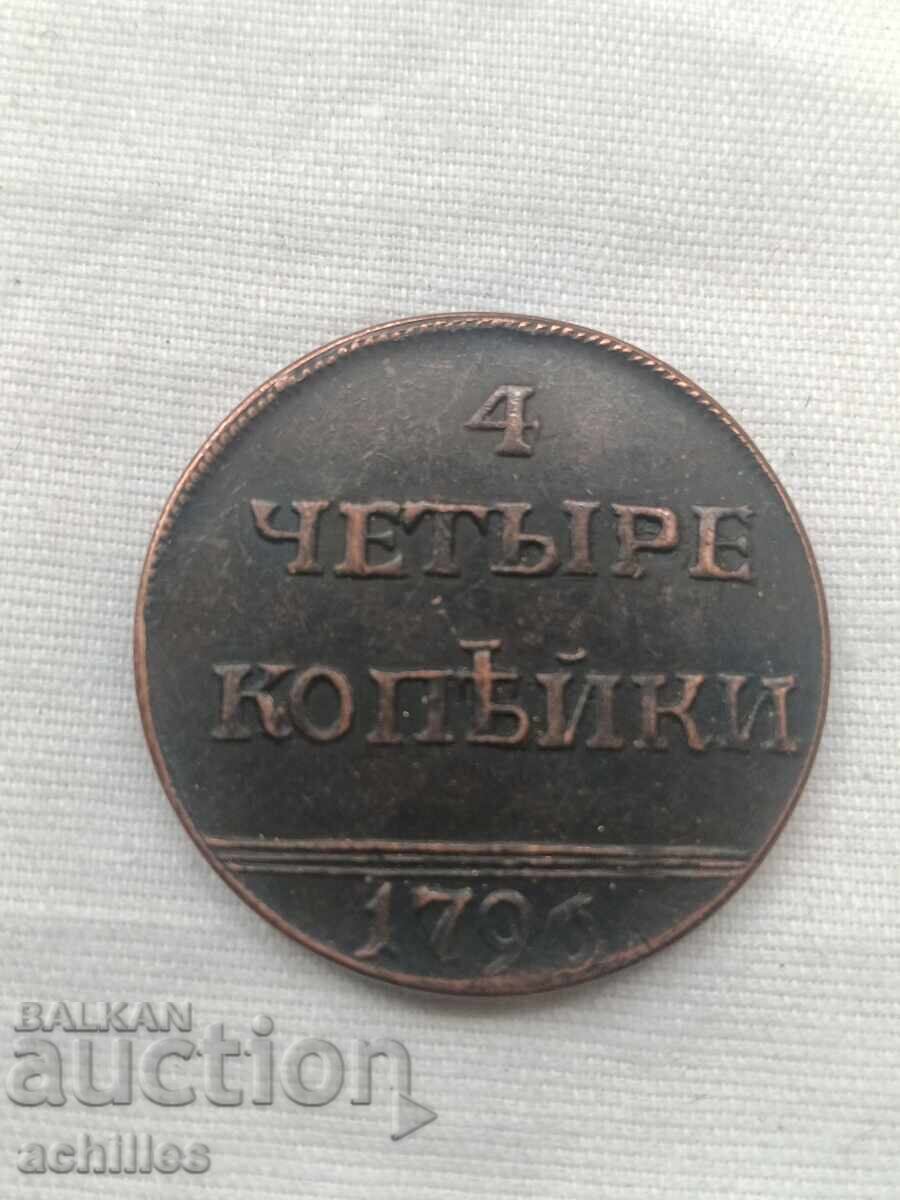 4
ЧЕТЫРЕ
КОПѢЙКИ
1796
BALKAN
auction
achilles